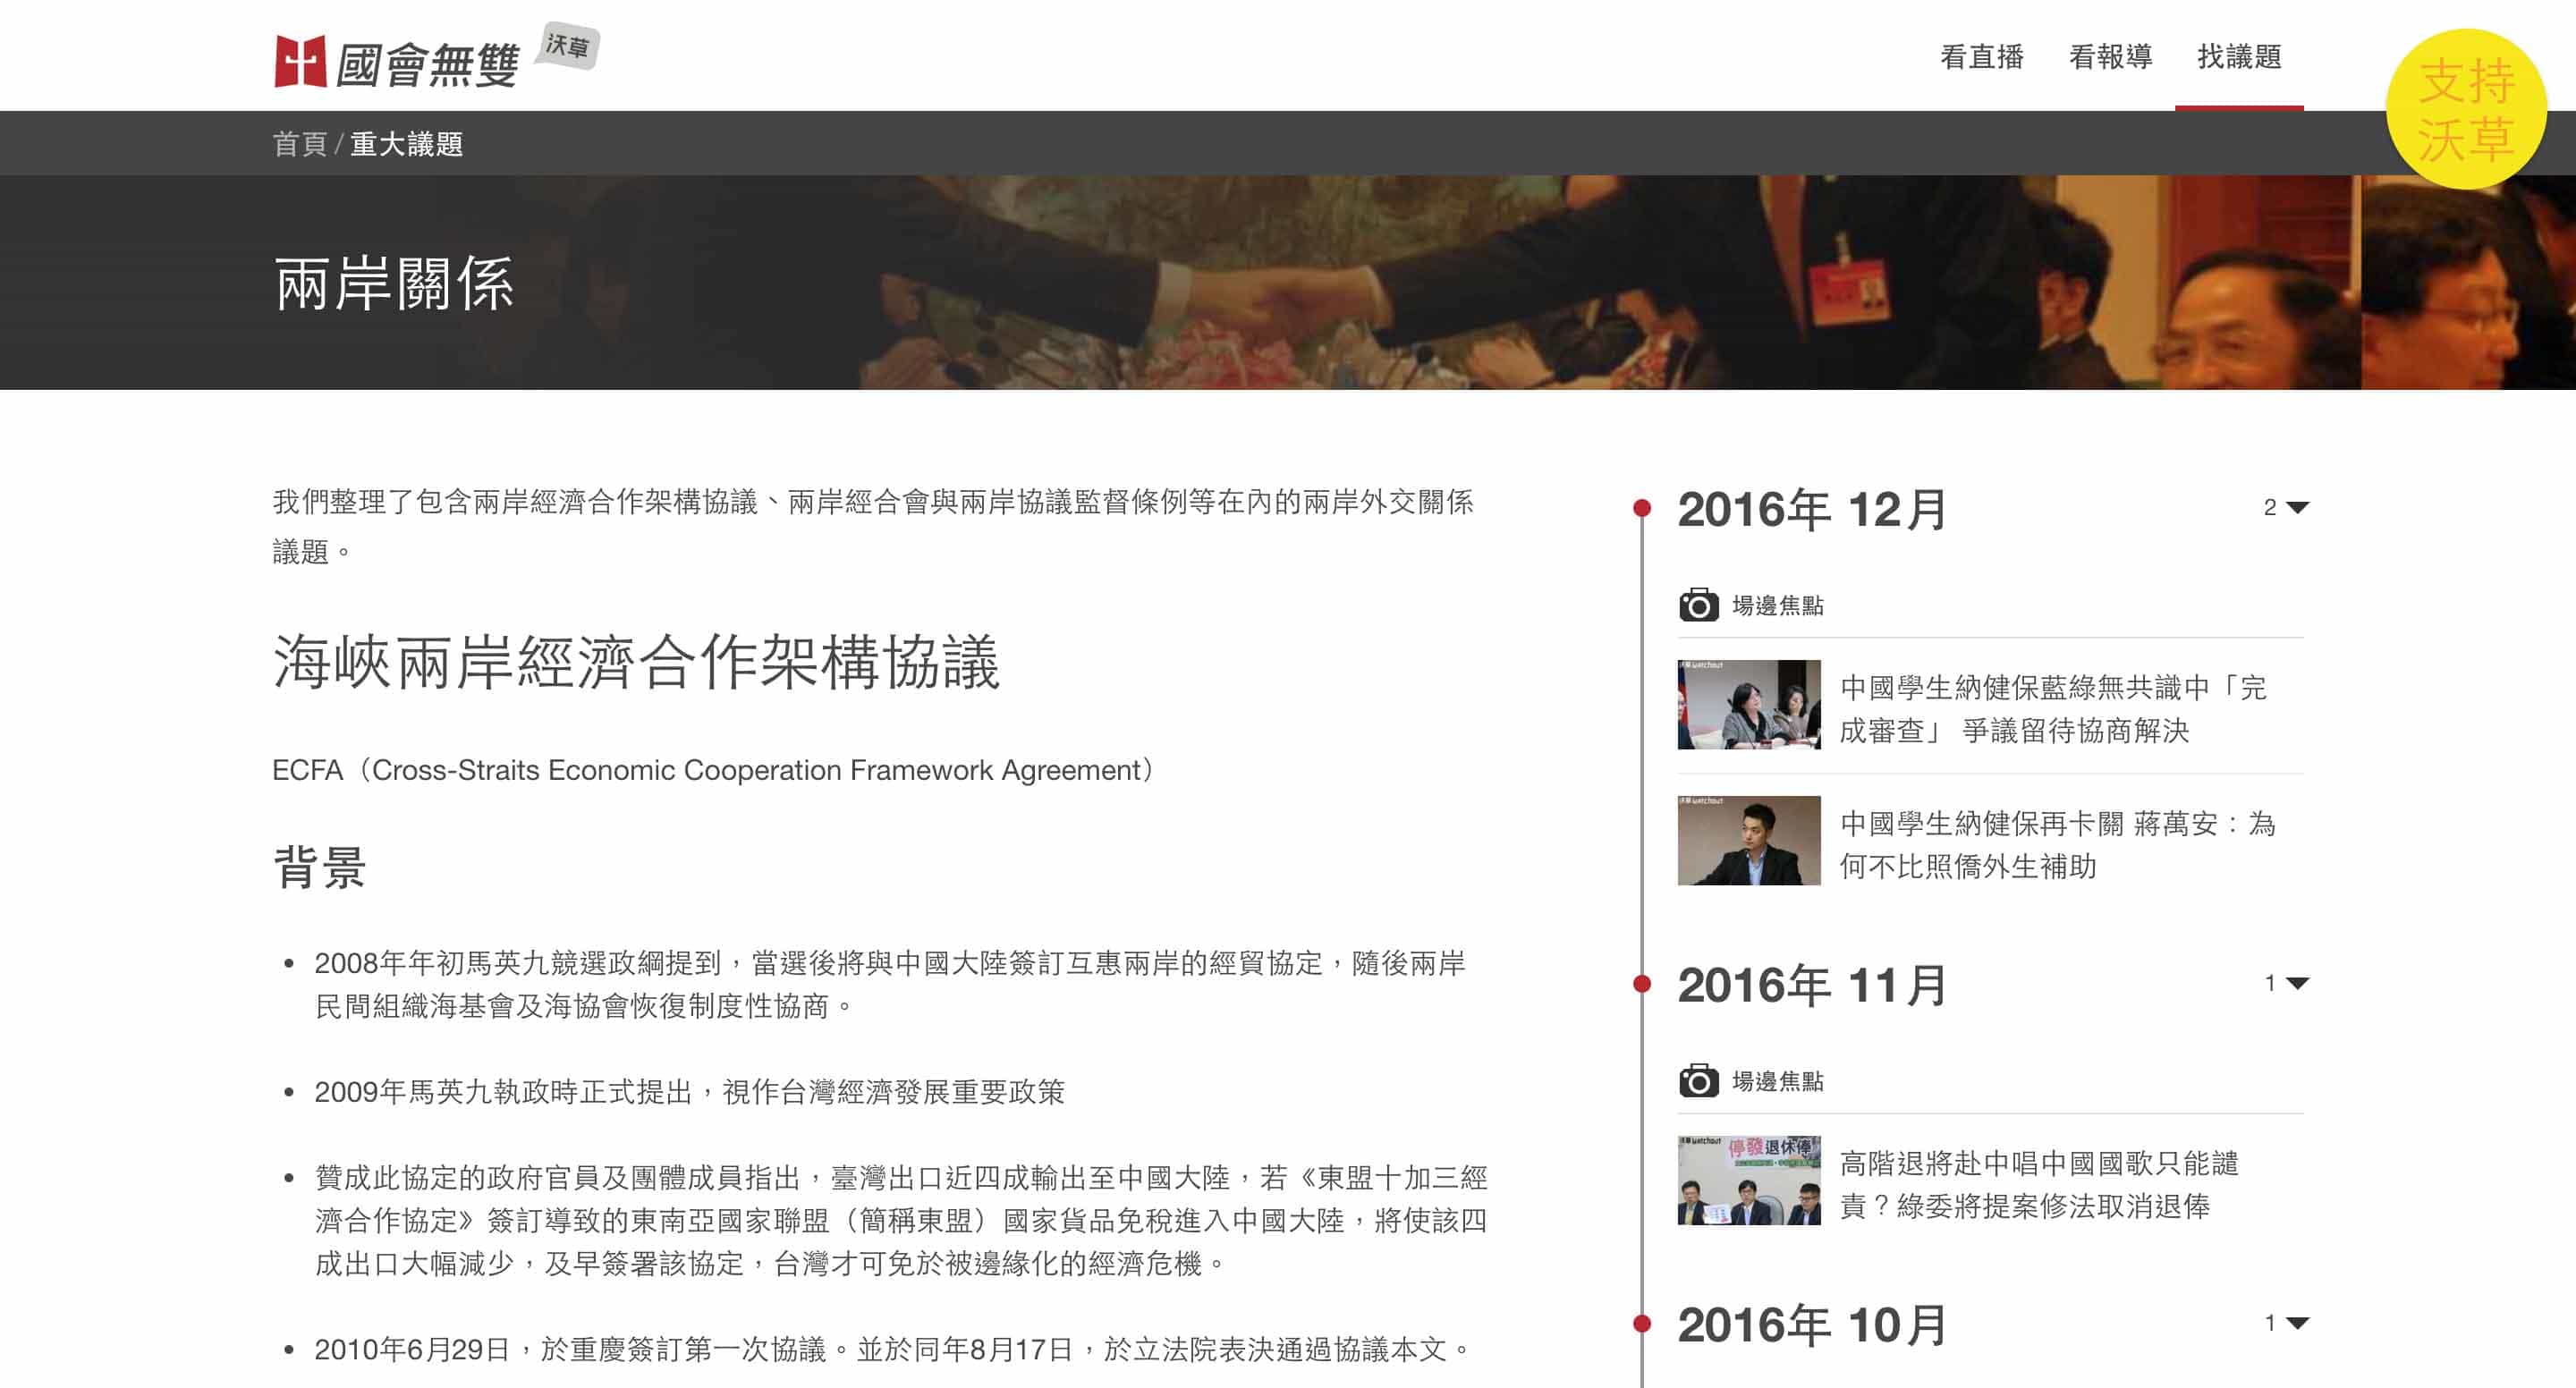 國會無雙
沃草
看直播
看報導
找議題
支持
沃草
首頁 / 重大議題
兩岸關係
我們整理了包含兩岸經濟合作架構協議、兩岸經合會與兩岸協議監督條例等在內的兩岸外交關係
議題。
海峽兩岸經濟合作架構協議
ECFA（Cross-Straits Economic Cooperation Framework Agreement）
背景
• 2008年年初馬英九競選政綱提到，當選後將與中國大陸簽訂互惠兩岸的經貿協定，隨後兩岸
民間組織海基會及海協會恢復制度性協商。
• 2009年馬英九執政時正式提出，視作台灣經濟發展重要政策
• 贊成此協定的政府官員及團體成員指出，臺灣出口近四成輸出至中國大陸，若《東盟十加三經
濟合作協定》簽訂導致的東南亞國家聯盟（簡稱東盟）國家貨品免稅進入中國大陸，將使該四
成出口大幅減少，及早簽署該協定，台灣才可免於被邊緣化的經濟危機。
• 2010年6月29日，於重慶簽訂第一次協議。並於同年8月17日，於立法院表決通過協議本文。
2016年 12月
2
場邊焦點
沃草 watchout
中國學生納健保藍綠無共識中「完
成審查」 爭議留待協商解決
沃草 watchout
中國學生納健保再卡關 蔣萬安：為
何不比照僑外生補助
2016年 11月
1
場邊焦點
沃草 watchout
停發退休俸
高階退將赴中唱中國國歌只能譴
責？綠委將提案修法取消退俸
2016年 10月
1